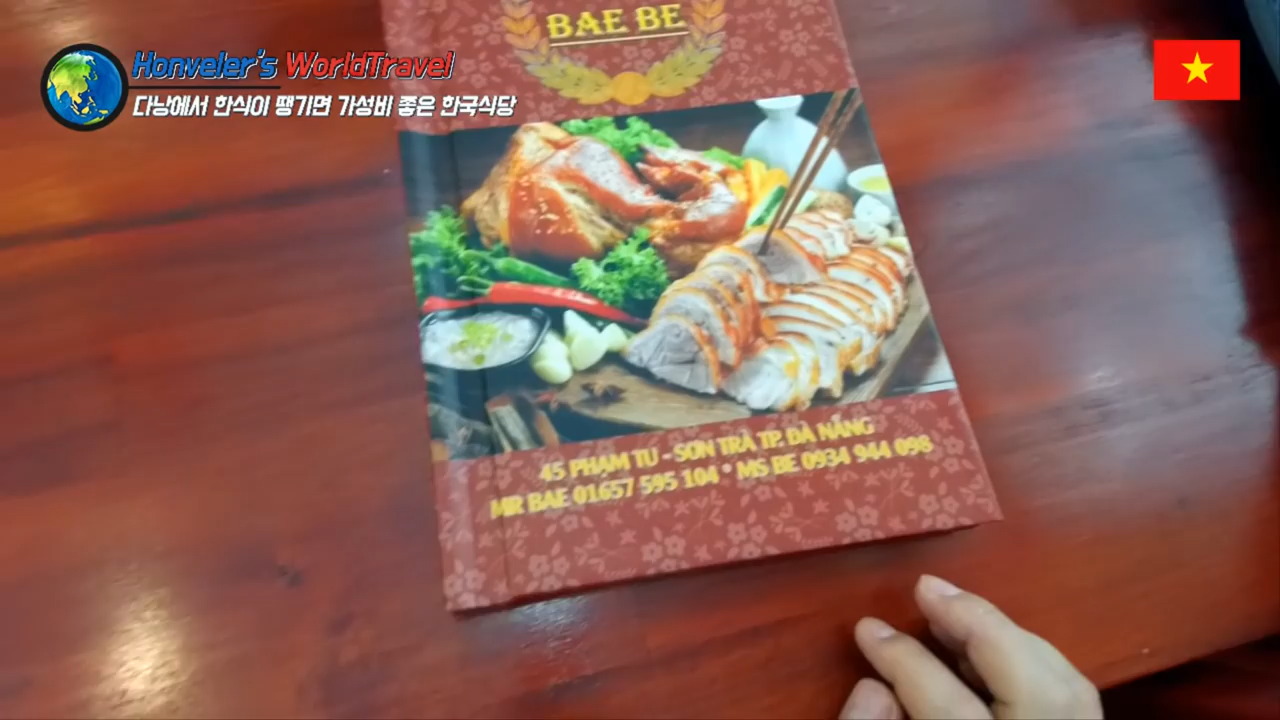 BAE BE
Honveler's WorldTravel
다낭에서 한식이 땡기면 가성비 좋은 한국식당
45 PHẠM TU - SƠN TRÀ TP. ĐÀ NẴNG
MR BAE 01657 595 104 * MS BE 0934 944 098